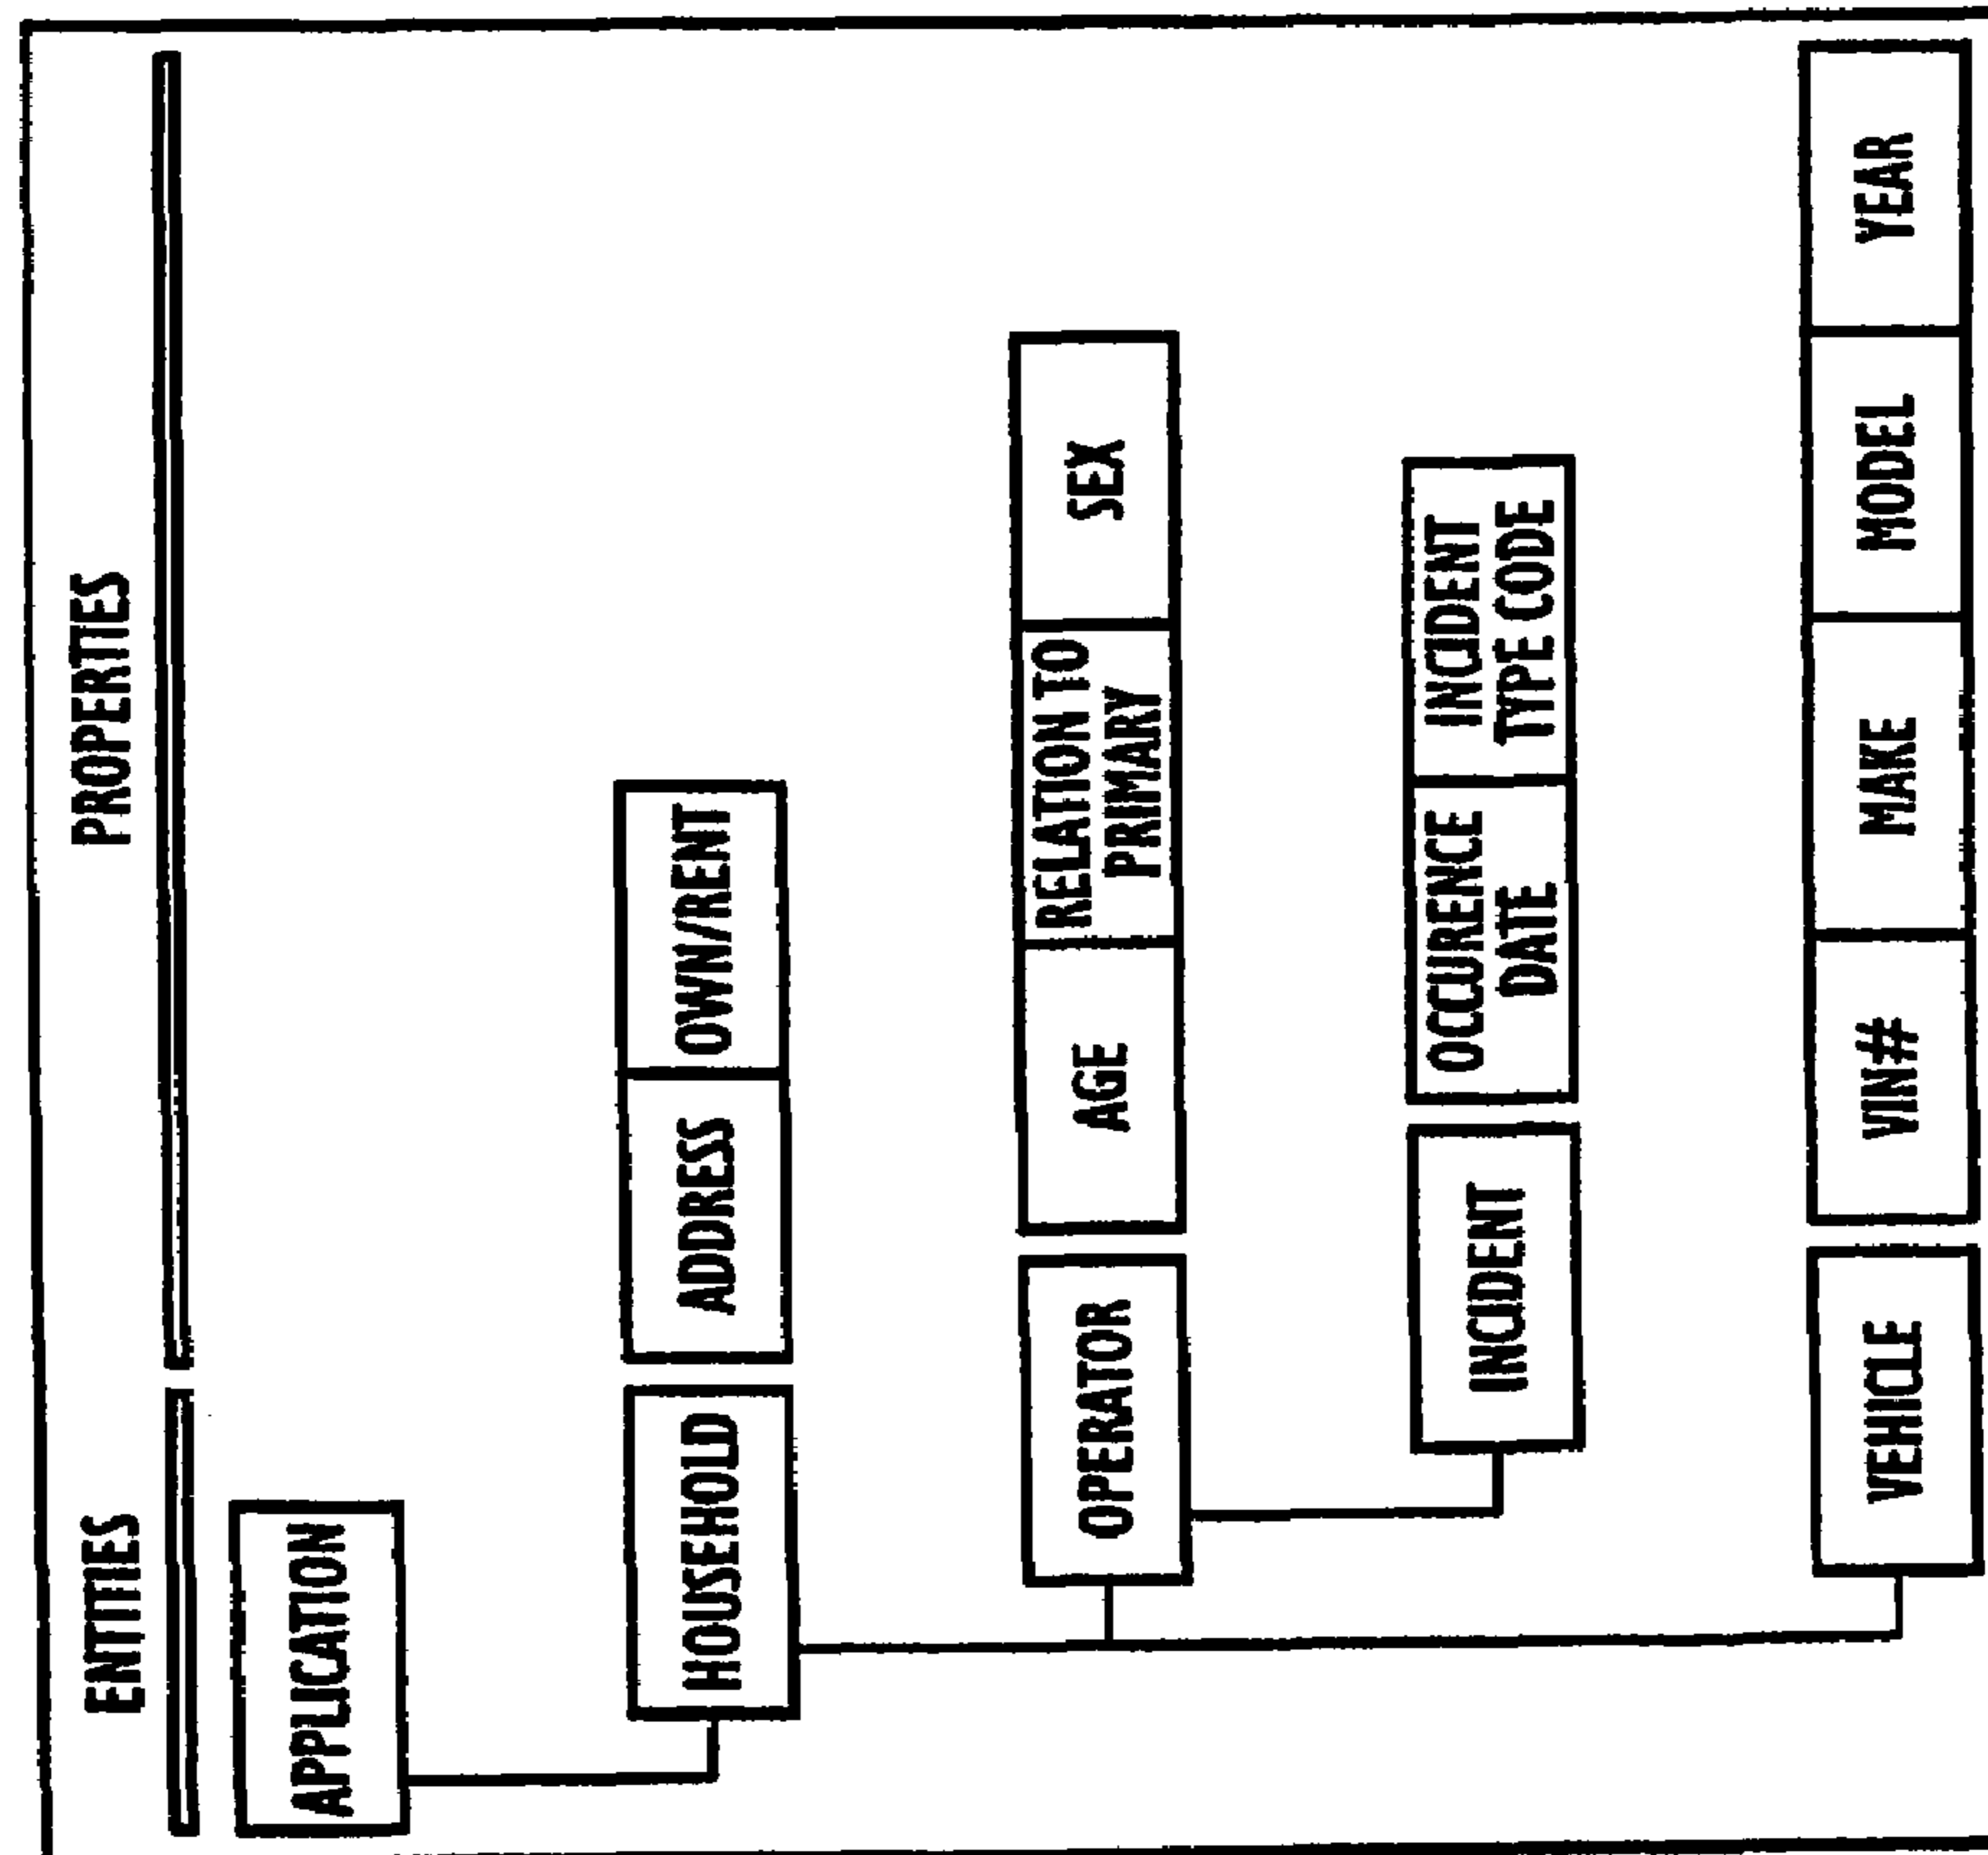 ENTITIES
PROPERTIES
APPLICATION
HOUSEHOLD
ADDRESS
OWN/RENT
OPERATOR
AGE
RELATION TO
PRIMARY
SEX
INCIDENT
OCCURENCE
DATE
INCIDENT
TYPE CODE
VEHICLE
VIN#
MAKE
MODEL
YEAR